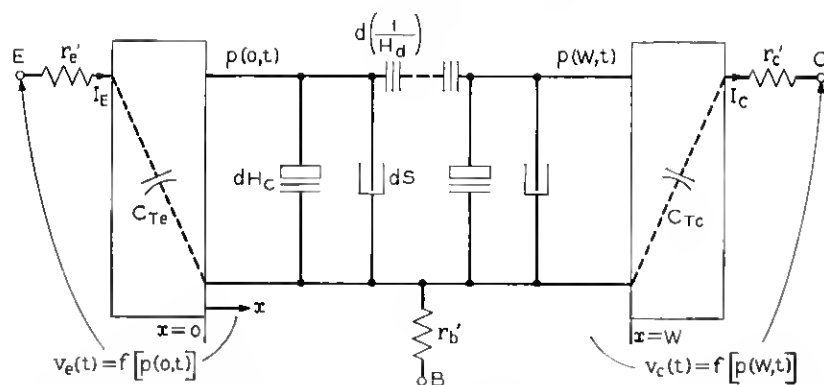 d(1/H_d)
E
r_e'
p(0,t)
p(W,t)
r_c'
C
I_E
I_C
C_Te
dH_C
dS
C_Tc
x
x=0
r_b'
x=W
v_e(t)=f[p(0,t)]
v_c(t)=f[p(W,t)]
B